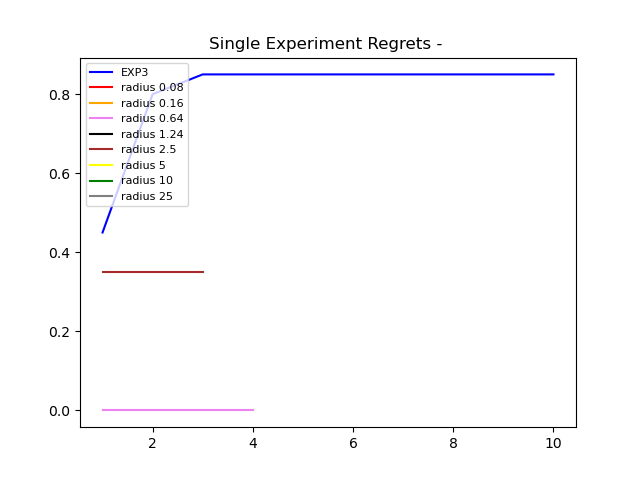 Single Experiment Regrets -
EXP3
radius 0.08
radius 0.16
radius 0.64
radius 1.24
radius 2.5
radius 5
radius 10
radius 25
0.8
0.6
0.4
0.2
0.0
2 4 6 8 10